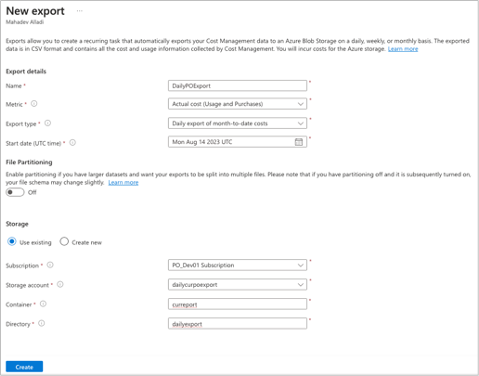 New export ...
Mahadev Alladi
Exports allow you to create a recurring task that automatically exports your Cost Management data to an Azure Blob Storage on a daily, weekly, or monthly basis. The exported
data is in CSV format and contains all the cost and usage information collected by Cost Management. You will incur costs for the Azure storage. Learn more
Export details
Name * DailyPOExport *
Metric * Actual cost (Usage and Purchases) *
Export type * Daily export of month-to-date costs *
Start date (UTC time) * Mon Aug 14 2023 UTC *
File Partitioning
Enable partitioning if you have larger datasets and want your exports to be split into multiple files. Please note that if you have partitioning off and it is subsequently turned on,
your file schema may change slightly. Learn more
Off
Storage
Use existing Create new
Subscription * PO_Dev01 Subscription *
Storage account * dailycurpoexport *
Container * curreport *
Directory * dailyexport *
Create